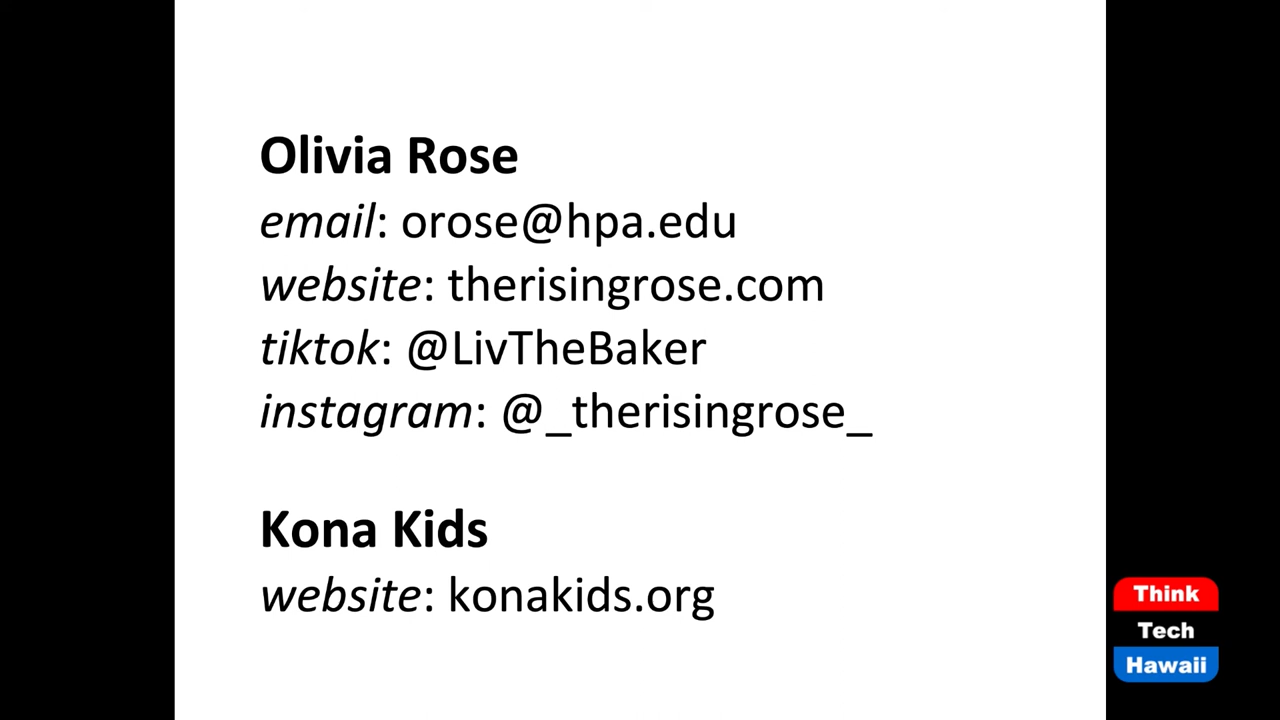 Olivia Rose
email: orose@hpa.edu
website: therisingrose.com
tiktok: @LivTheBaker
instagram: @_therisingrose_
Kona Kids
website: konakids.org
Think
Tech
Hawaii